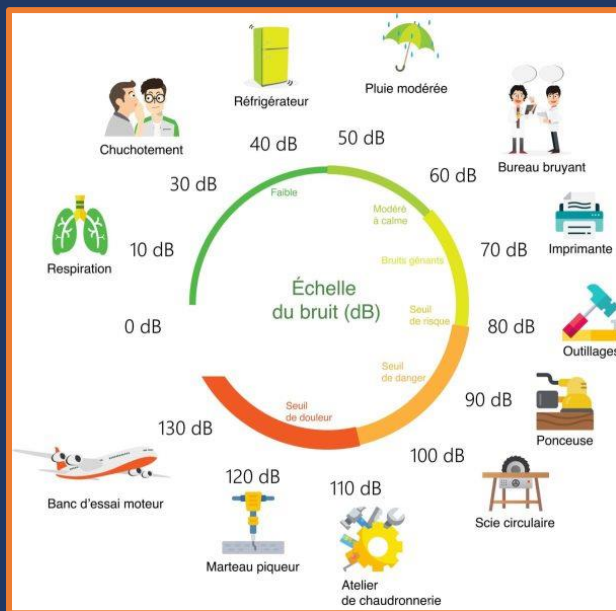 Échelle
du bruit (dB)
0 dB
Respiration
10 dB
Chuchotement
30 dB
Réfrigérateur
40 dB
Pluie modérée
50 dB
Bureau bruyant
60 dB
Imprimante
70 dB
Outillages
80 dB
Ponceuse
90 dB
Scie circulaire
100 dB
Atelier
de chaudronnerie
110 dB
Marteau piqueur
120 dB
Banc d'essai moteur
130 dB
Faible
Modéré
à calme
Bruits gênants
Seuil
de risque
Seuil
de danger
Seuil
de douleur